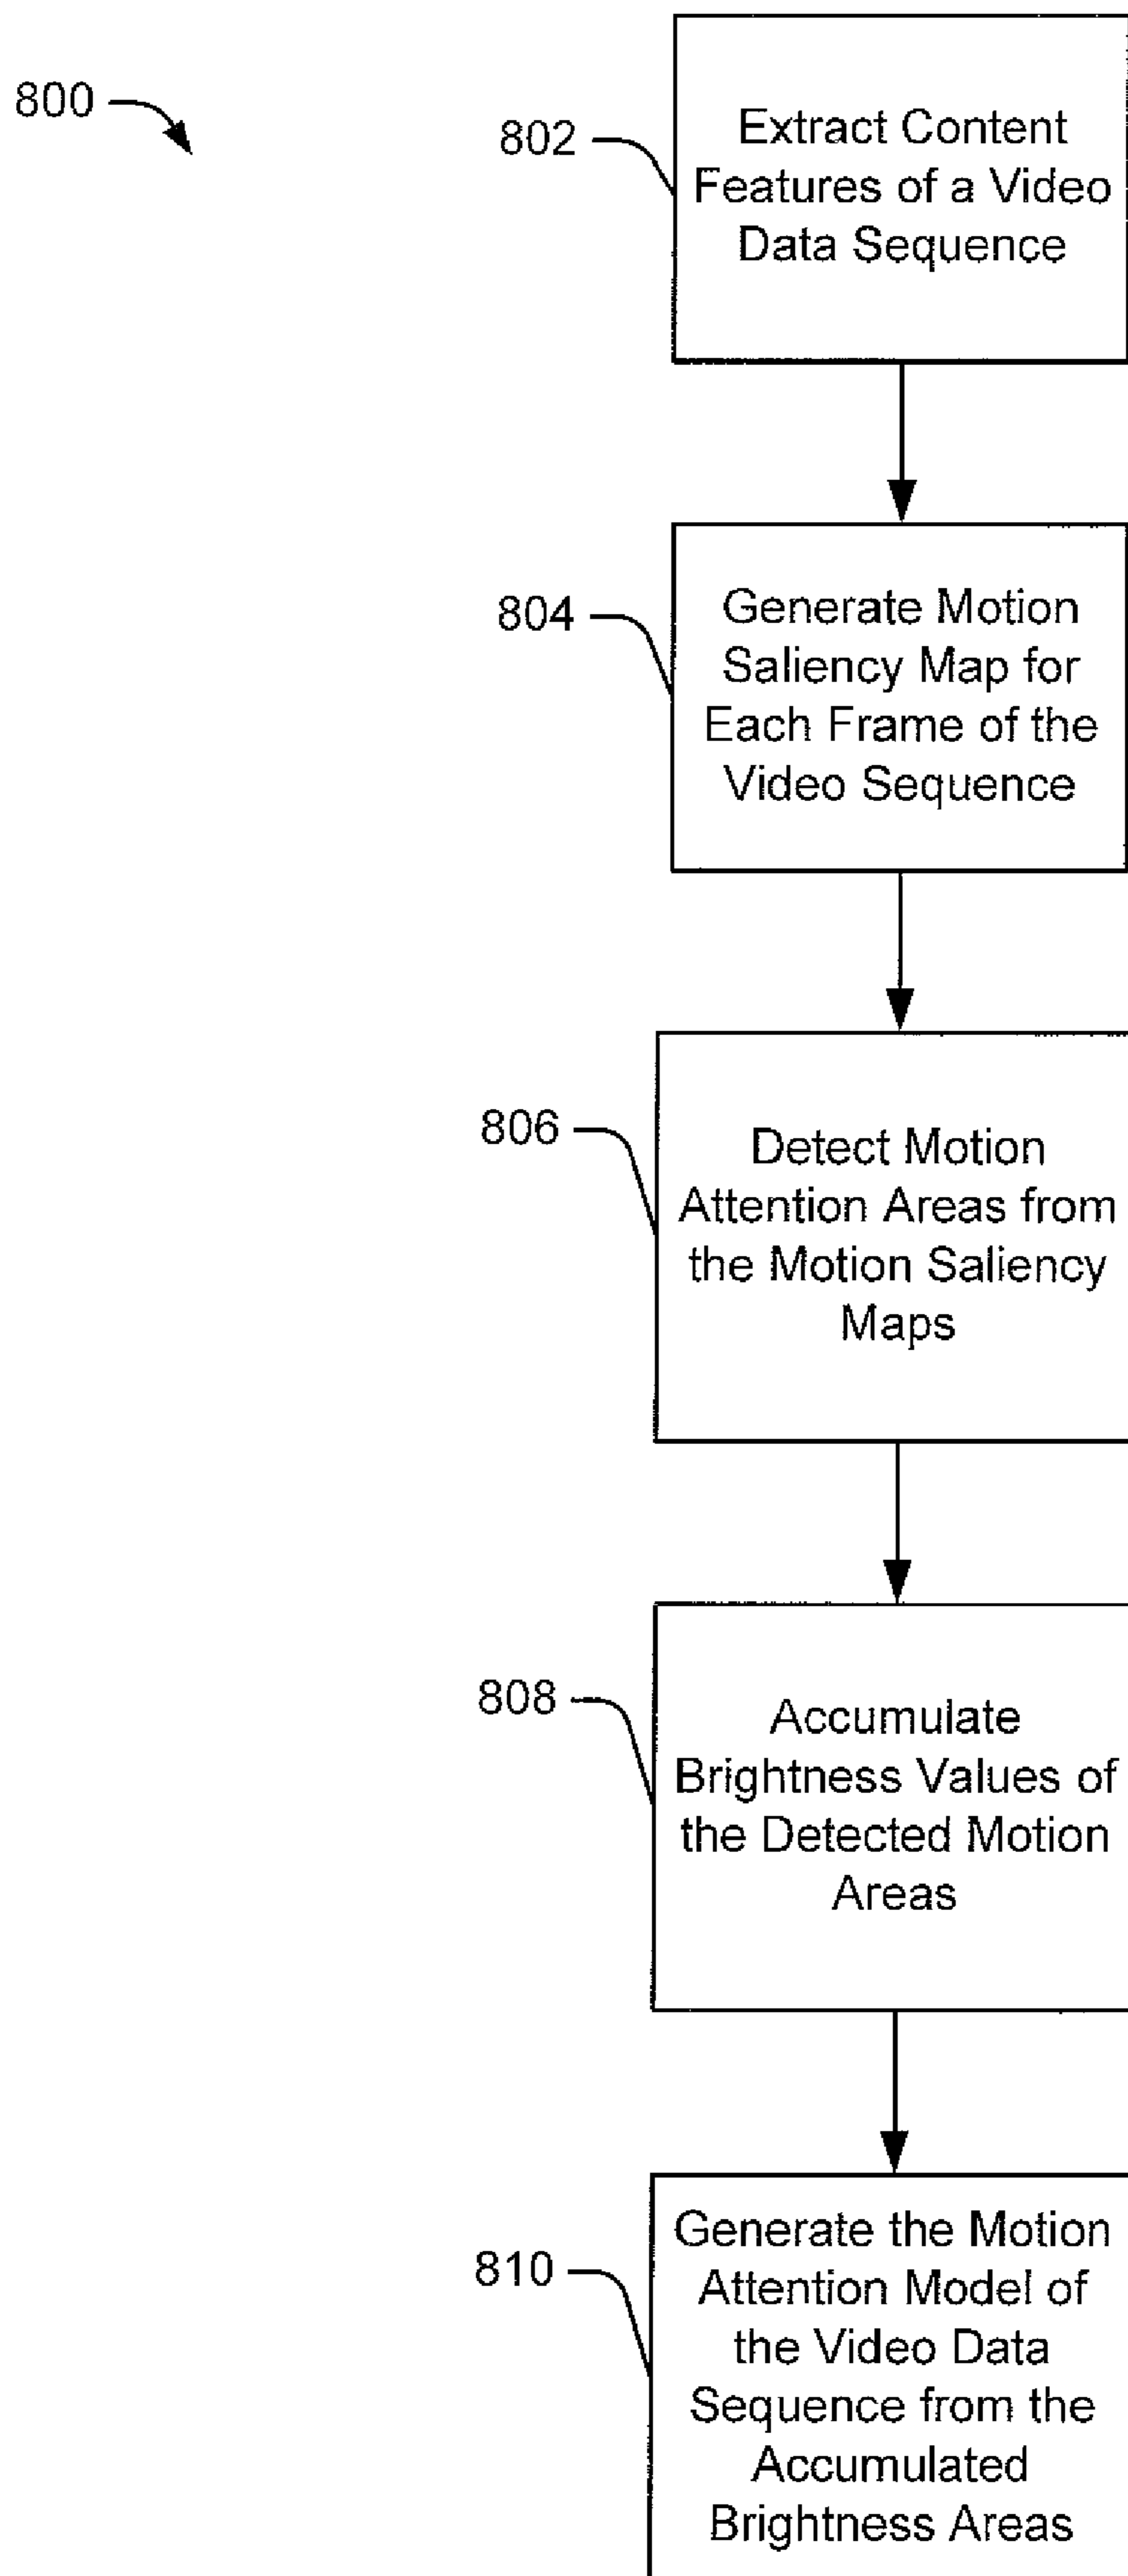 800
802
Extract Content
Features of a Video
Data Sequence
804
Generate Motion
Saliency Map for
Each Frame of the
Video Sequence
806
Detect Motion
Attention Areas from
the Motion Saliency
Maps
808
Accumulate
Brightness Values of
the Detected Motion
Areas
810
Generate the Motion
Attention Model of
the Video Data
Sequence from the
Accumulated
Brightness Areas